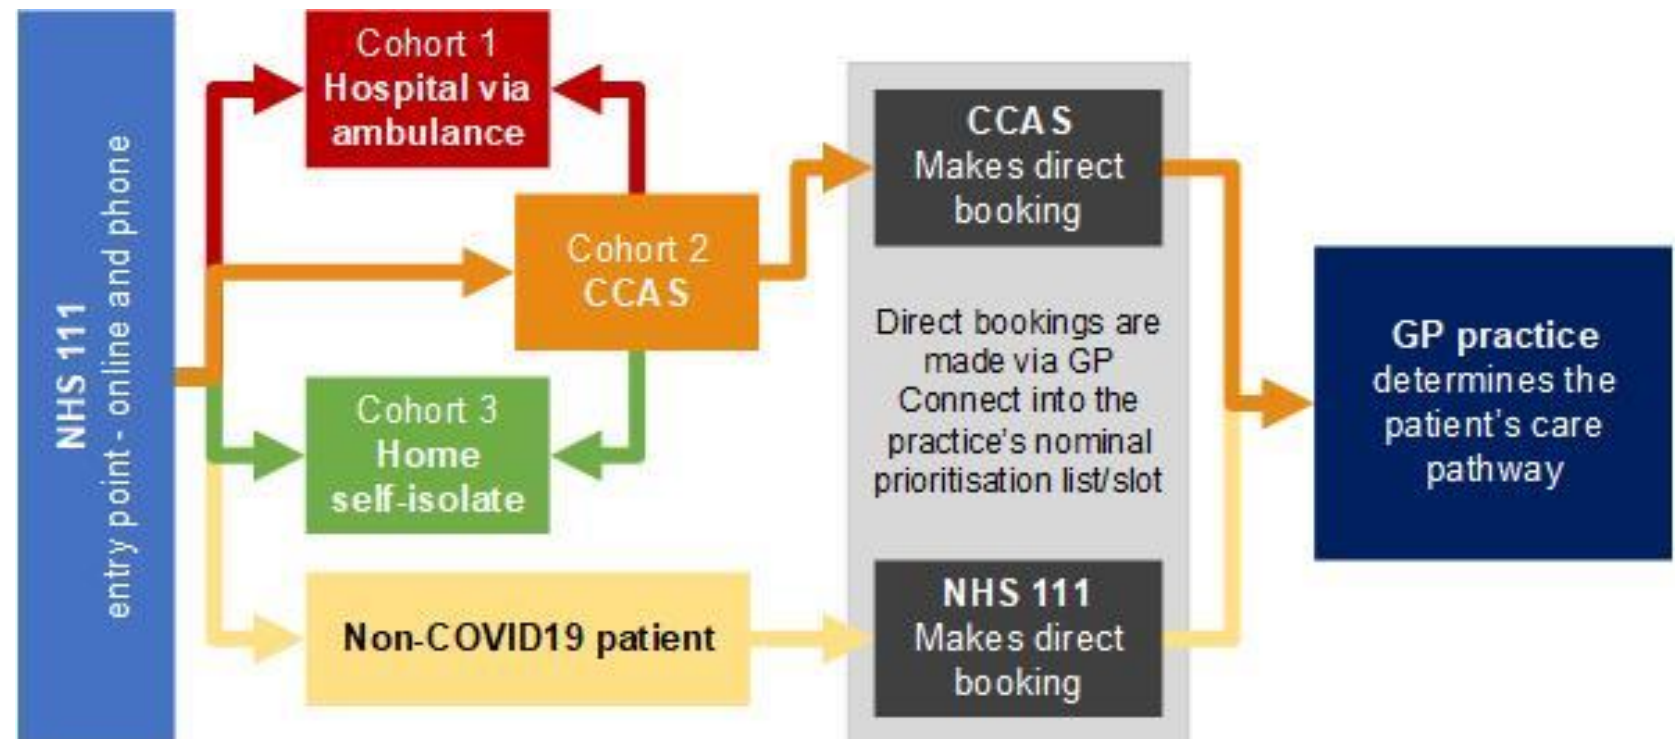 NHS 111
entry point - online and phone
Cohort 1
Hospital via
ambulance
Cohort 2
CCAS
Cohort 3
Home
self-isolate
Non-COVID19 patient
CCAS
Makes direct
booking
Direct bookings are
made via GP
Connect into the
practice's nominal
prioritisation list/slot
NHS 111
Makes direct
booking
GP practice
determines the
patient's care
pathway